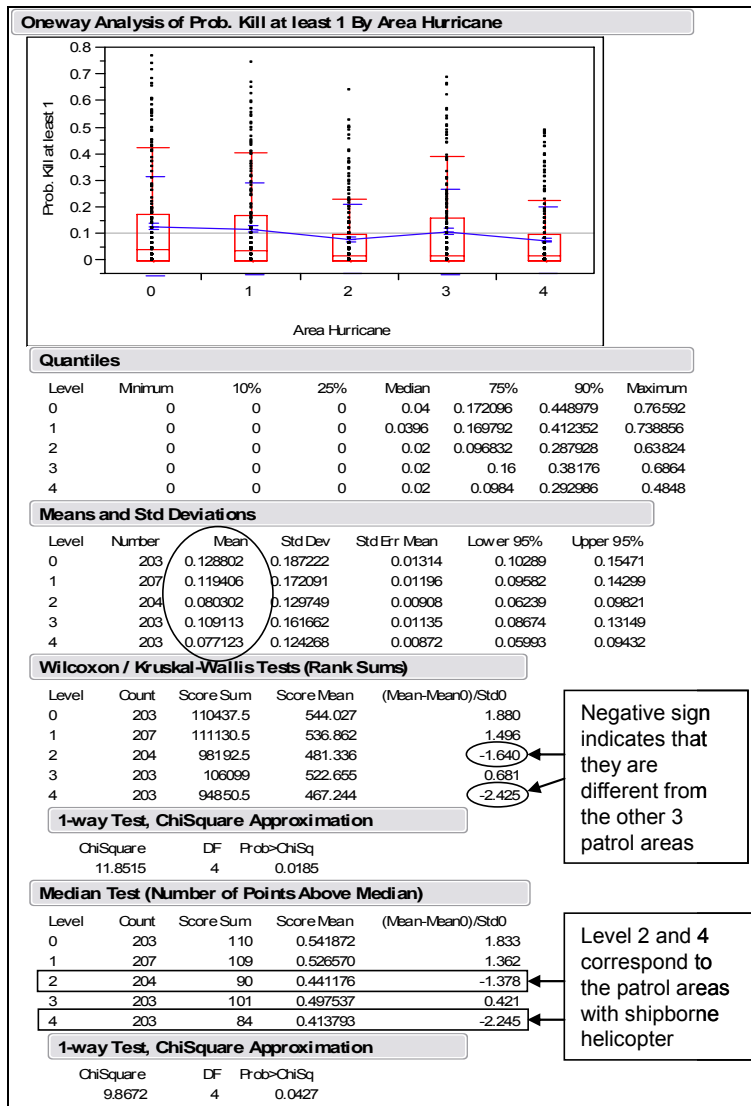 Oneway Analysis of Prob. Kill at least 1 By Area Hurricane
Prob. Kill at least 1
0.8
0.7
0.6
0.5
0.4
0.3
0.2
0.1
0
0 1 2 3 4
Area Hurricane
Quantiles
Level Minimum 10% 25% Median 75% 90% Maximum
0 0 0 0 0.04 0.172096 0.448979 0.76592
1 0 0 0 0.0396 0.169792 0.412352 0.738856
2 0 0 0 0.02 0.096832 0.287928 0.63824
3 0 0 0 0.02 0.16 0.38176 0.6864
4 0 0 0 0.02 0.0984 0.292986 0.4848
Means and Std Deviations
Level Number Mean Std Dev Std Err Mean Lower 95% Upper 95%
0 203 0.128802 0.187222 0.01314 0.10289 0.15471
1 207 0.119406 0.172091 0.01196 0.09582 0.14299
2 204 0.080302 0.129749 0.00908 0.06239 0.09821
3 203 0.109113 0.161662 0.01135 0.08674 0.13149
4 203 0.077123 0.124268 0.00872 0.05993 0.09432
Wilcoxon / Kruskal-Wallis Tests (Rank Sums)
Level Count Score Sum Score Mean (Mean-Mean0)/Std0
0 203 110437.5 544.027 1.880
1 207 111130.5 536.862 1.496
2 204 98192.5 481.336 -1.640
3 203 106099 522.655 0.681
4 203 94850.5 467.244 -2.425
Negative sign
indicates that
they are
different from
the other 3
patrol areas
1-way Test, ChiSquare Approximation
ChiSquare DF Prob>ChiSq
11.8515 4 0.0185
Median Test (Number of Points Above Median)
Level Count Score Sum Score Mean (Mean-Mean0)/Std0
0 203 110 0.541872 1.833
1 207 109 0.526570 1.362
2 204 90 0.441176 -1.378
3 203 101 0.497537 0.421
4 203 84 0.413793 -2.245
Level 2 and 4
correspond to
the patrol areas
with shipborne
helicopter
1-way Test, ChiSquare Approximation
ChiSquare DF Prob>ChiSq
9.8672 4 0.0427